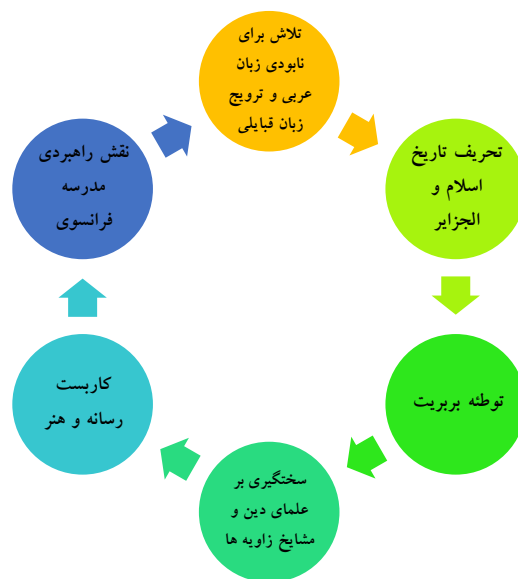 تلاش برای
نابودی زبان
عربی و ترویج
زبان قبایلی
تحریف تاریخ
اسلام و
الجزایر
توطئه بربریت
سختگیری بر
علمای دین و
مشایخ زاویه ها
کاربست
رسانه و هنر
نقش راهبردی
مدرسه
فرانسوی